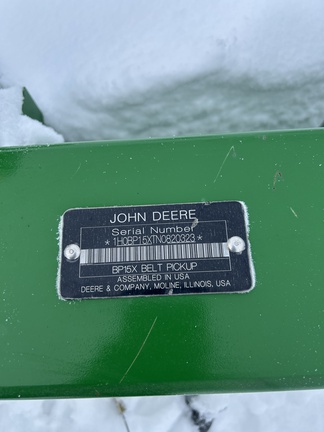 JOHN DEERE
Serial Number
*1H0BP15XTN0820323*
BP15X BELT PICKUP
ASSEMBLED IN USA
DEERE & COMPANY, MOLINE, ILLINOIS, USA